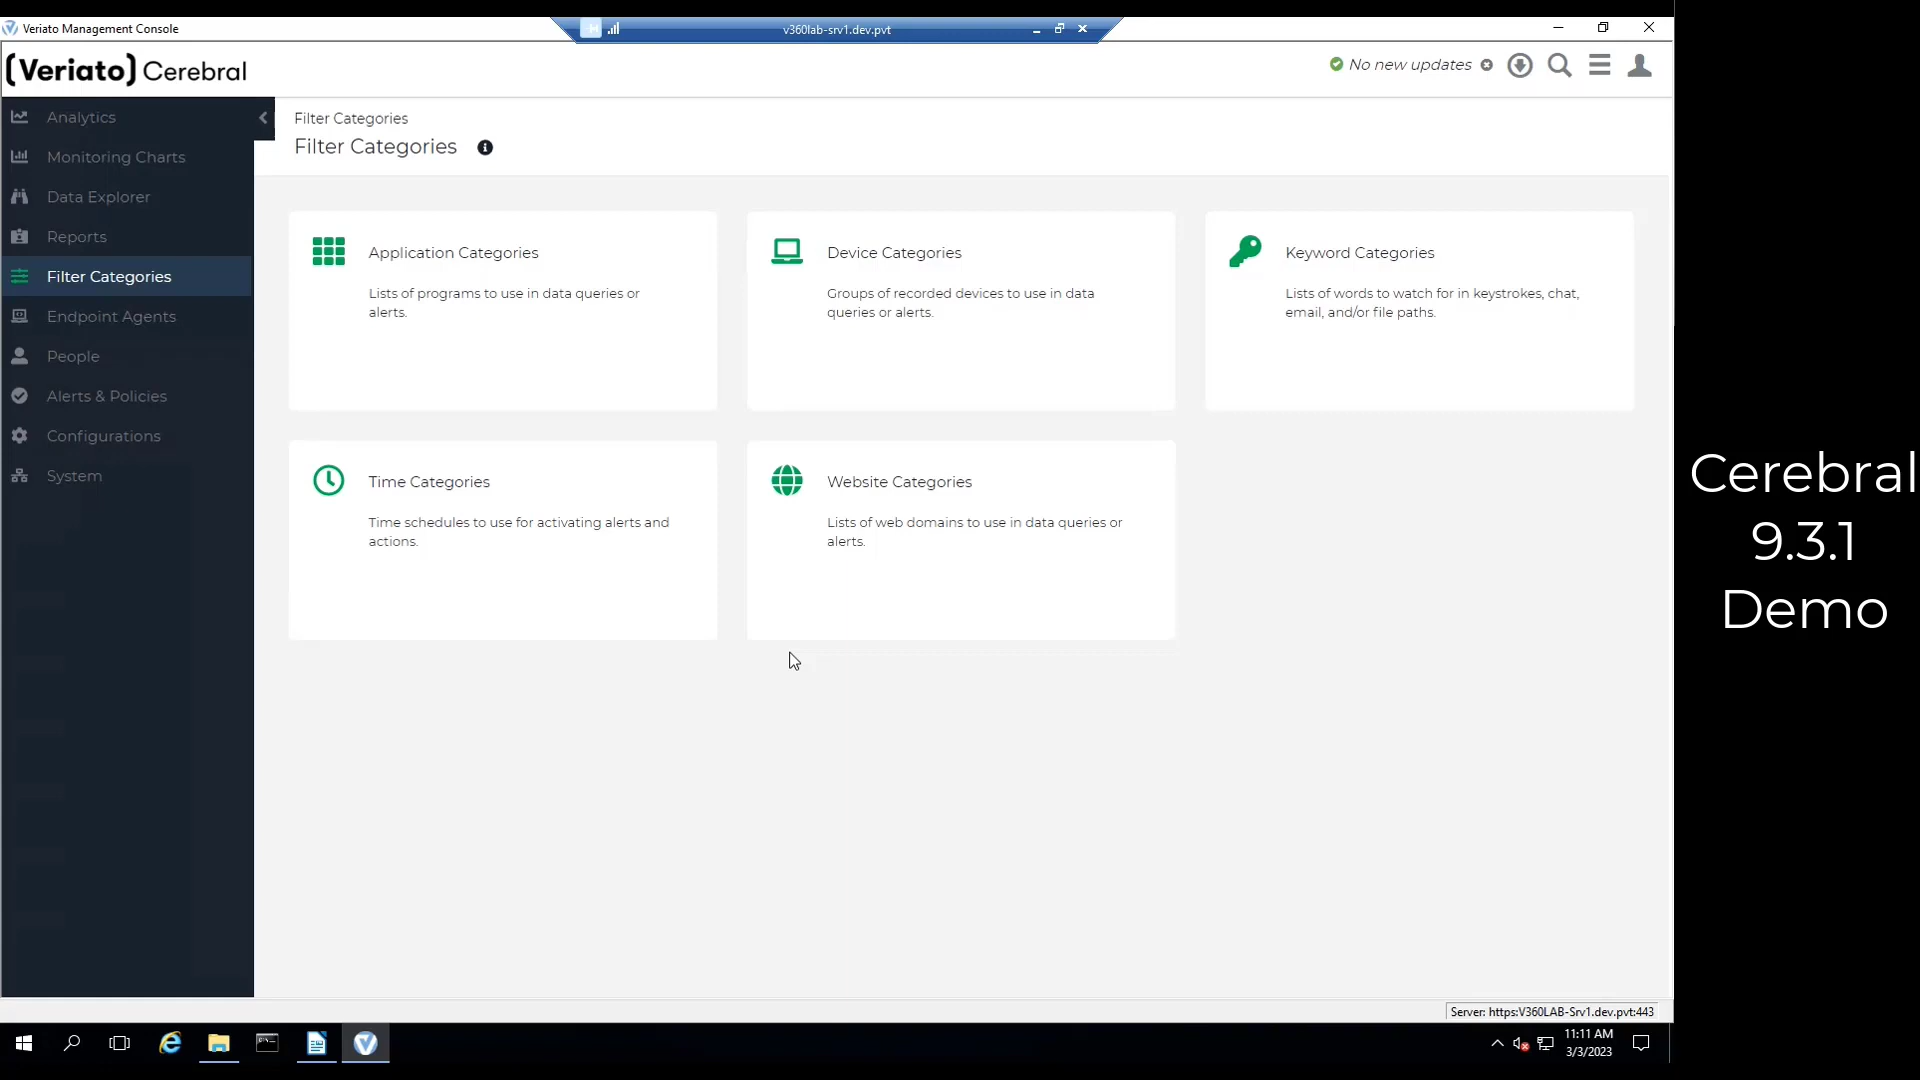 Veriato Management Console
v360lab-srv1.dev.pvt
(Veriato) Cerebral
No new updates
Analytics
Monitoring Charts
Data Explorer
Reports
Filter Categories
Endpoint Agents
People
Alerts & Policies
Configurations
System
Filter Categories
Filter Categories
Application Categories
Lists of programs to use in data queries or
alerts.
Device Categories
Groups of recorded devices to use in data
queries or alerts.
Keyword Categories
Lists of words to watch for in keystrokes, chat,
email, and/or file paths.
Time Categories
Time schedules to use for activating alerts and
actions.
Website Categories
Lists of web domains to use in data queries or
alerts.
Cerebral
9.3.1
Demo
Server: https:V360LAB-Srv1.dev.pvt:443
11:11 AM
3/3/2023